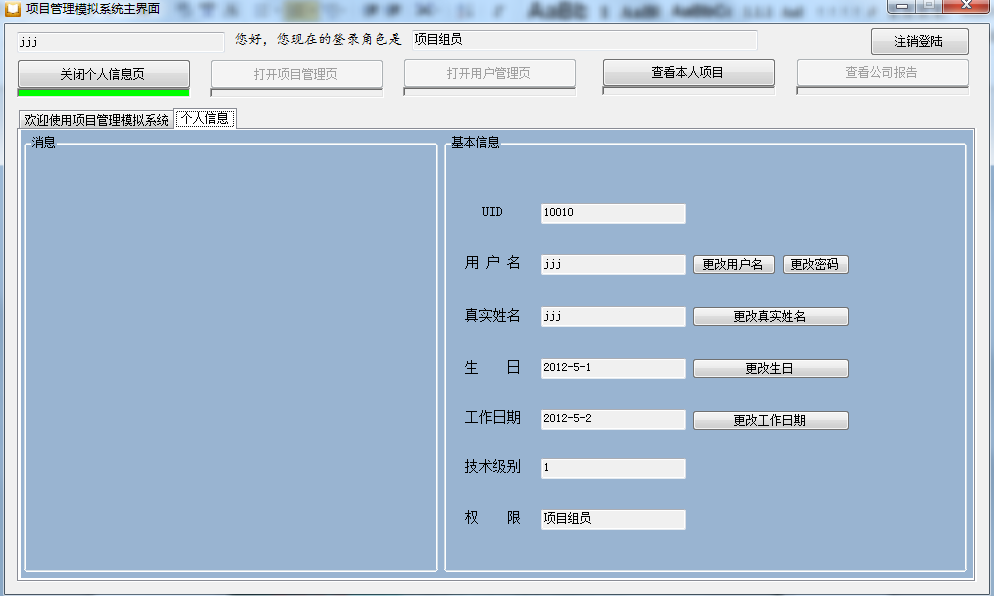 项目管理模拟系统主界面
jjj 您好，您现在的登录角色是 项目组员 注销登陆
关闭个人信息页 打开项目管理页 打开用户管理页 查看本人项目 查看公司报告
欢迎使用项目管理模拟系统 个人信息
消息
基本信息
UID 10010
用 户 名 jjj 更改用户名 更改密码
真实姓名 jjj 更改真实姓名
生 日 2012-5-1 更改生日
工作日期 2012-5-2 更改工作日期
技术级别 1
权 限 项目组员